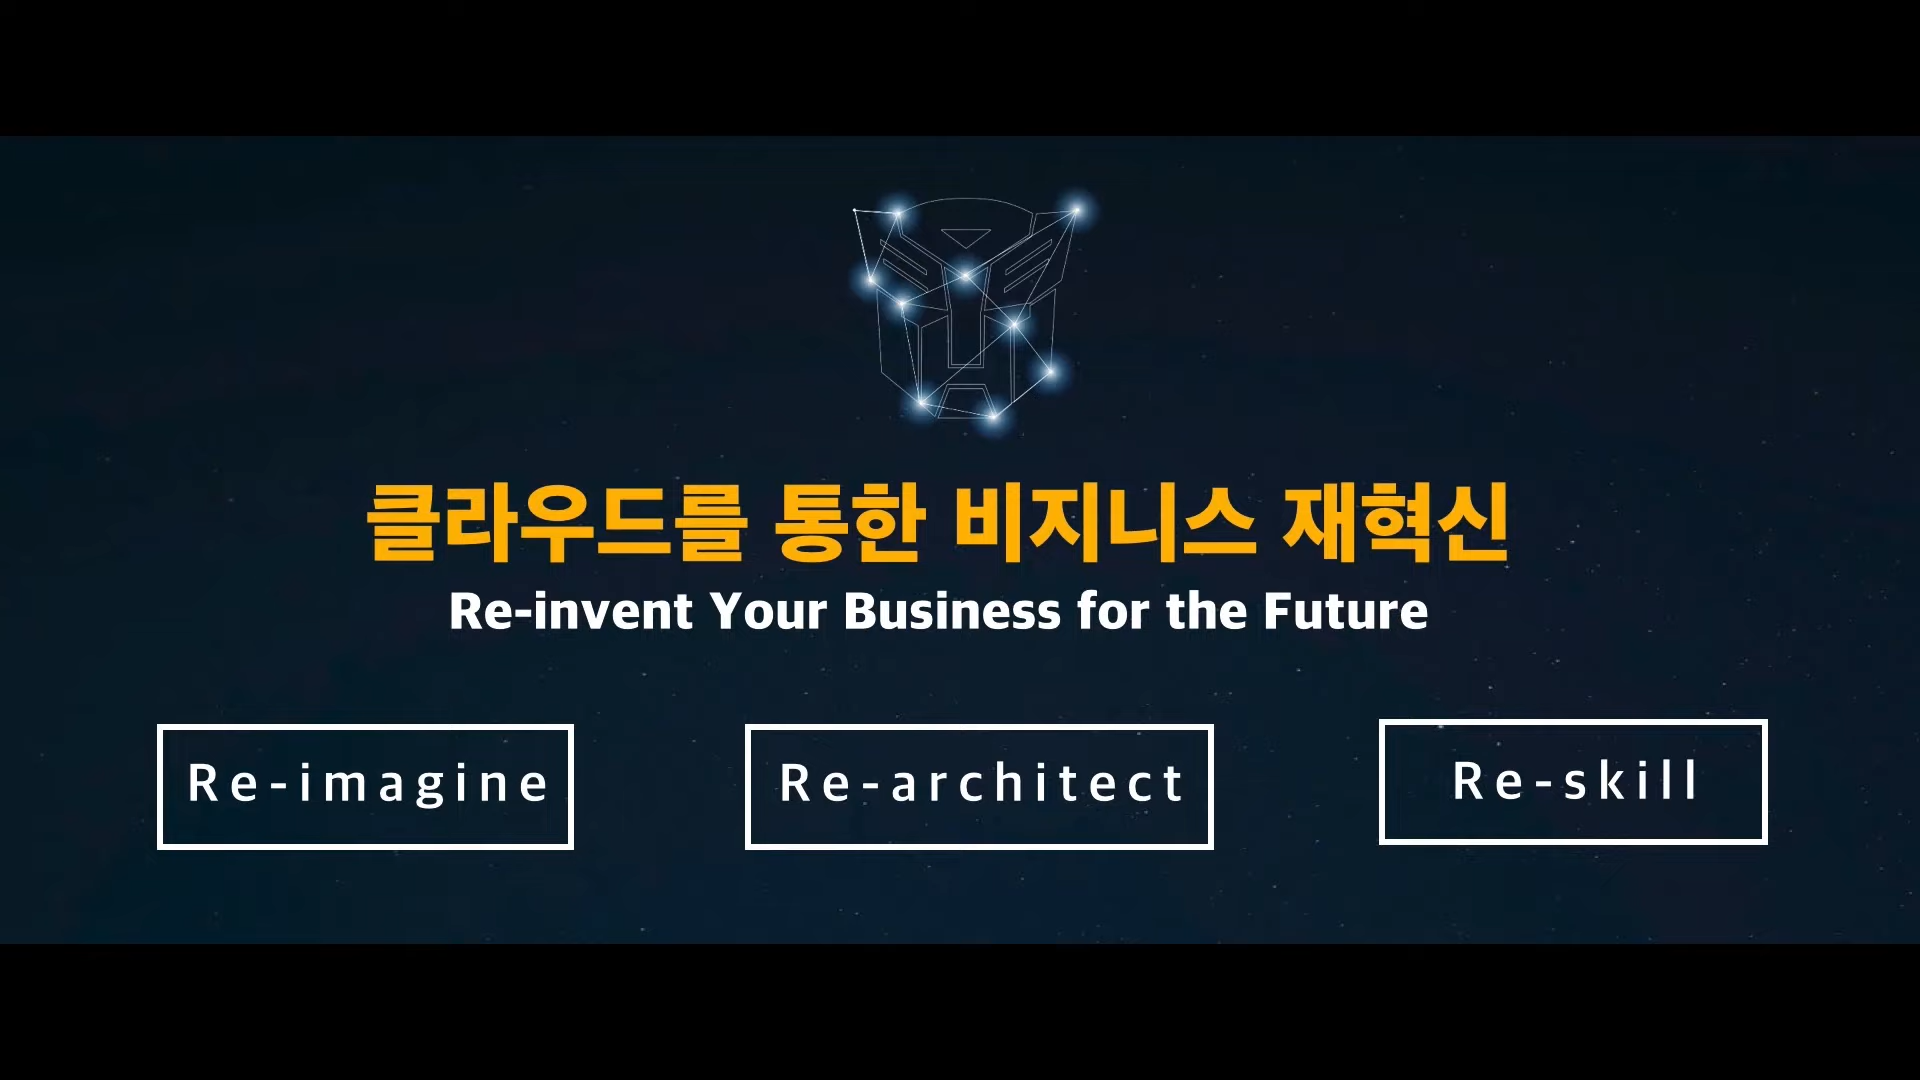 클라우드를 통한 비지니스 재혁신
Re-invent Your Business for the Future
Re-imagine
Re-architect
Re-skill